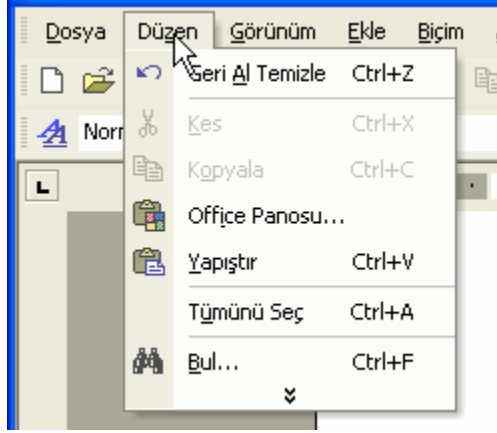 Dosya Düzen Görünüm Ekle Biçim
Geri Al Temizle Ctrl+Z
Kes Ctrl+X
Kopyala Ctrl+C
Office Panosu...
Yapıştır Ctrl+V
Tümünü Seç Ctrl+A
Bul... Ctrl+F